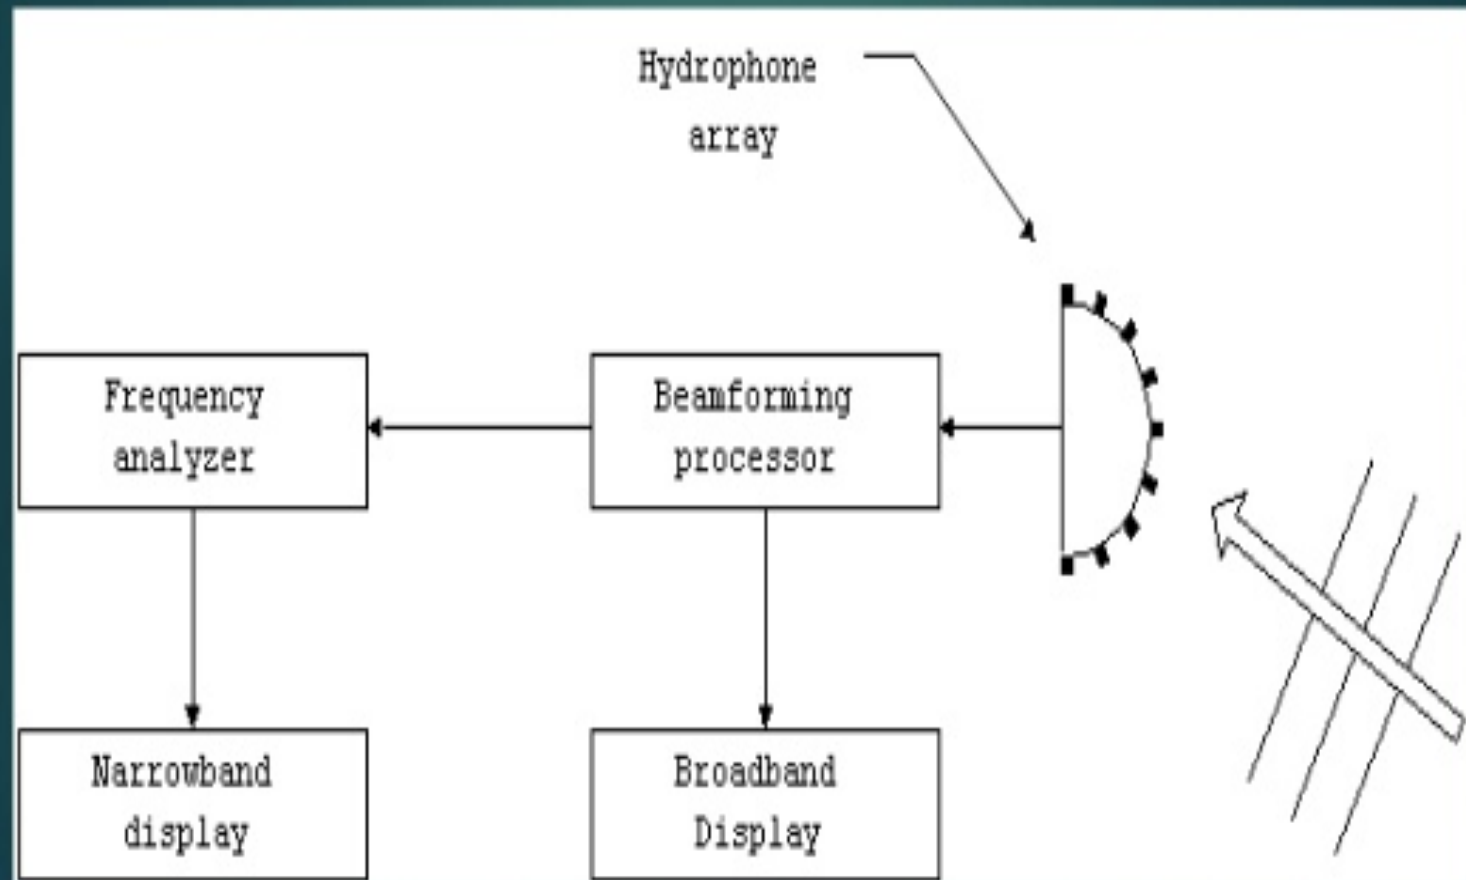 Hydrophone
array
Frequency
analyzer
Beamforming
processor
Narrowband
display
Broadband
Display